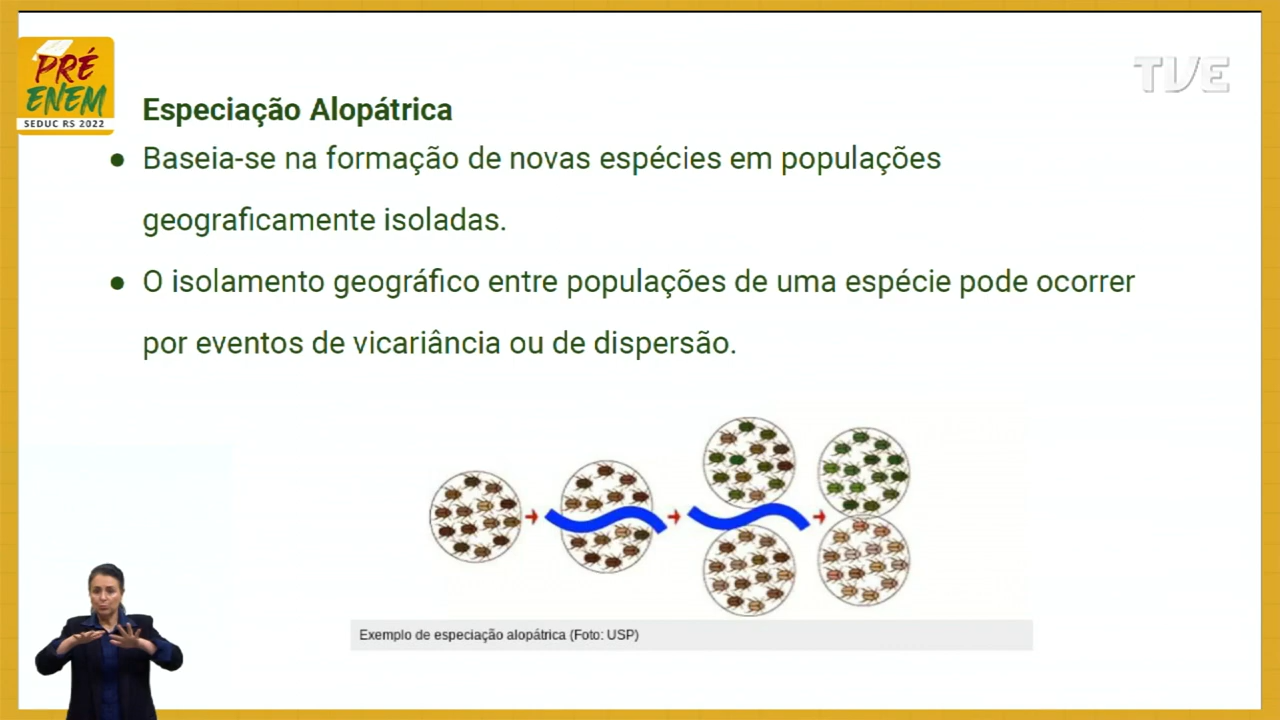 PRÉ
ENEM
SEDUC RS 2022
TVE
Especiação Alopátrica
● Baseia-se na formação de novas espécies em populações
geograficamente isoladas.
● O isolamento geográfico entre populações de uma espécie pode ocorrer
por eventos de vicariância ou de dispersão.
Exemplo de especiação alopátrica (Foto: USP)